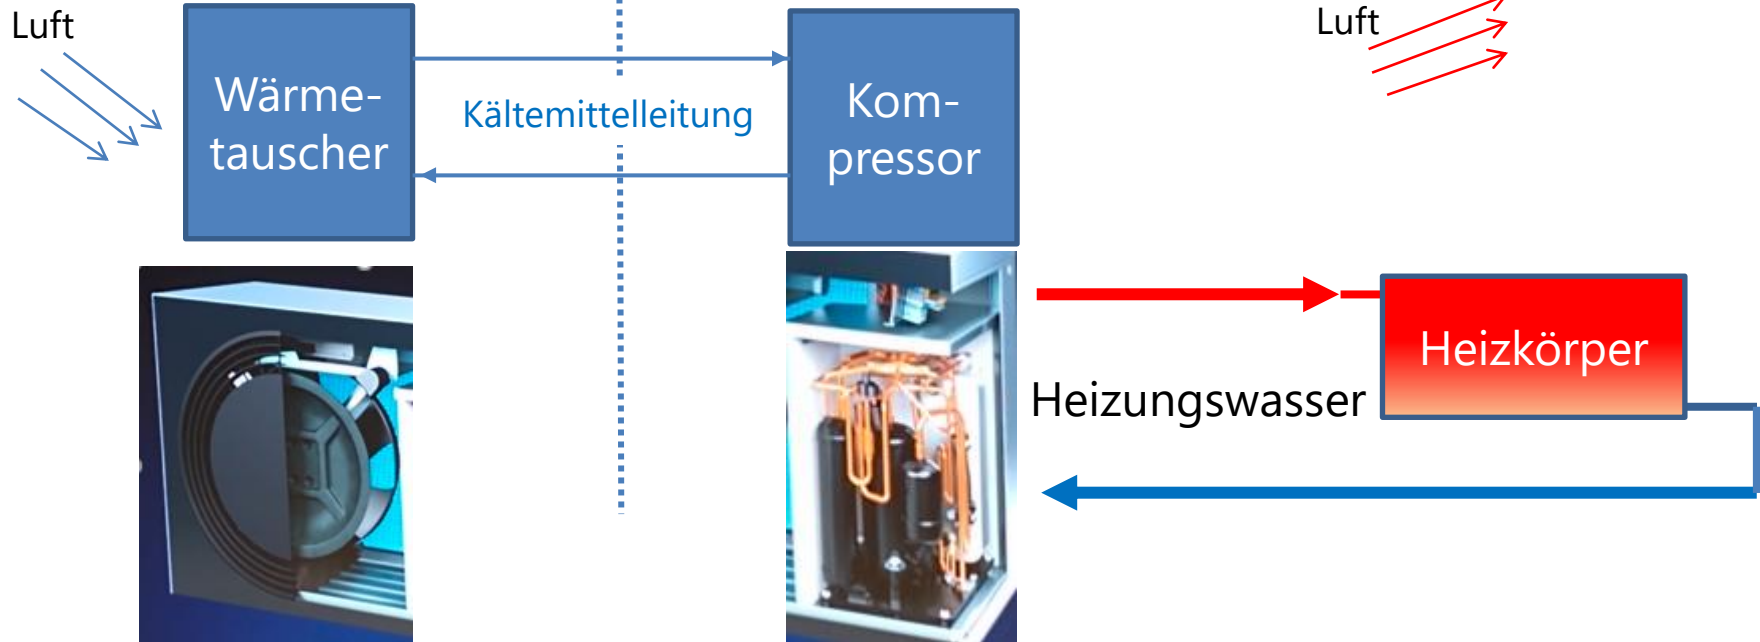 Luft
Luft
Wärme-
tauscher
Kältemittelleitung
Kom-
pressor
Heizkörper
Heizungswasser